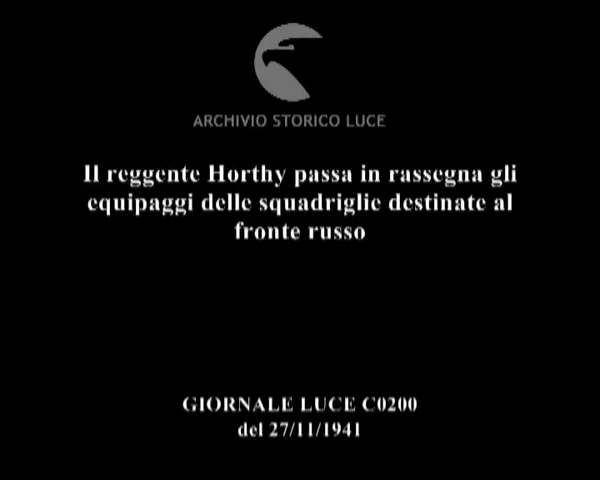 ARCHIVIO STORICO LUCE
Il reggente Horthy passa in rassegna gli
equipaggi delle squadriglie destinate al
fronte russo
GIORNALE LUCE C0200
del 27/11/1941